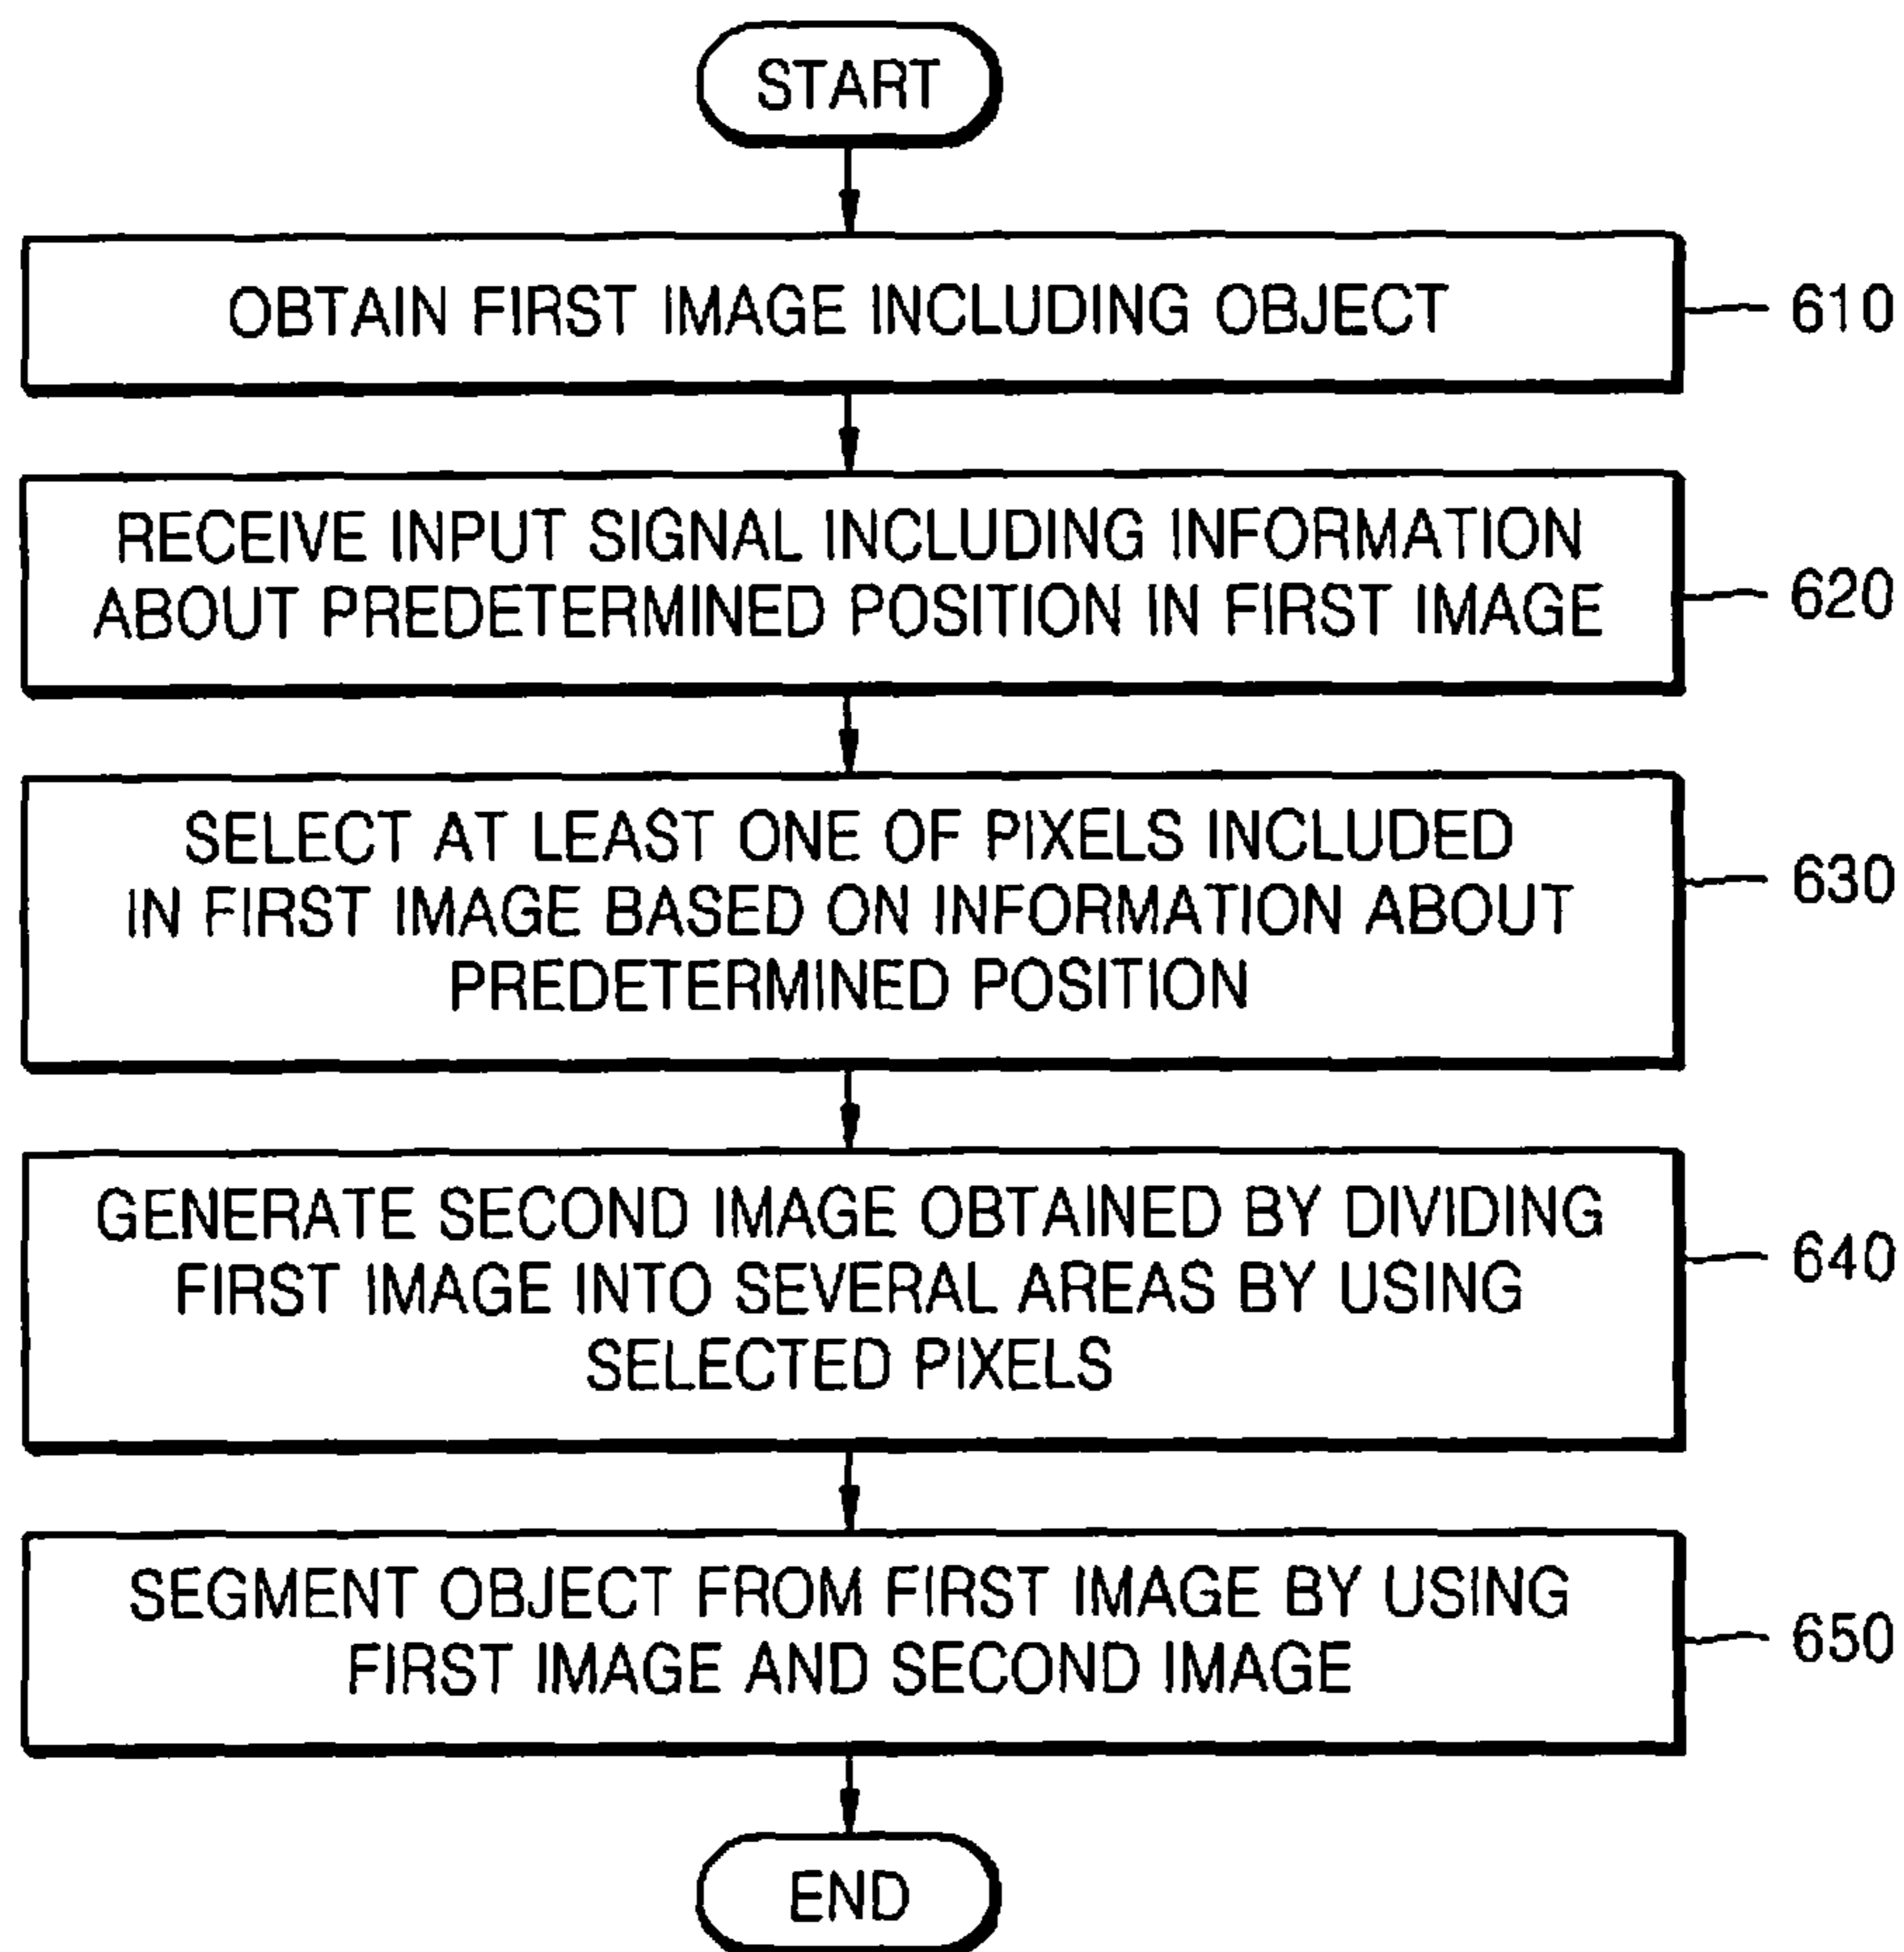 START
OBTAIN FIRST IMAGE INCLUDING OBJECT
610
RECEIVE INPUT SIGNAL INCLUDING INFORMATION
ABOUT PREDETERMINED POSITION IN FIRST IMAGE
620
SELECT AT LEAST ONE OF PIXELS INCLUDED
IN FIRST IMAGE BASED ON INFORMATION ABOUT
PREDETERMINED POSITION
630
GENERATE SECOND IMAGE OBTAINED BY DIVIDING
FIRST IMAGE INTO SEVERAL AREAS BY USING
SELECTED PIXELS
640
SEGMENT OBJECT FROM FIRST IMAGE BY USING
FIRST IMAGE AND SECOND IMAGE
650
END